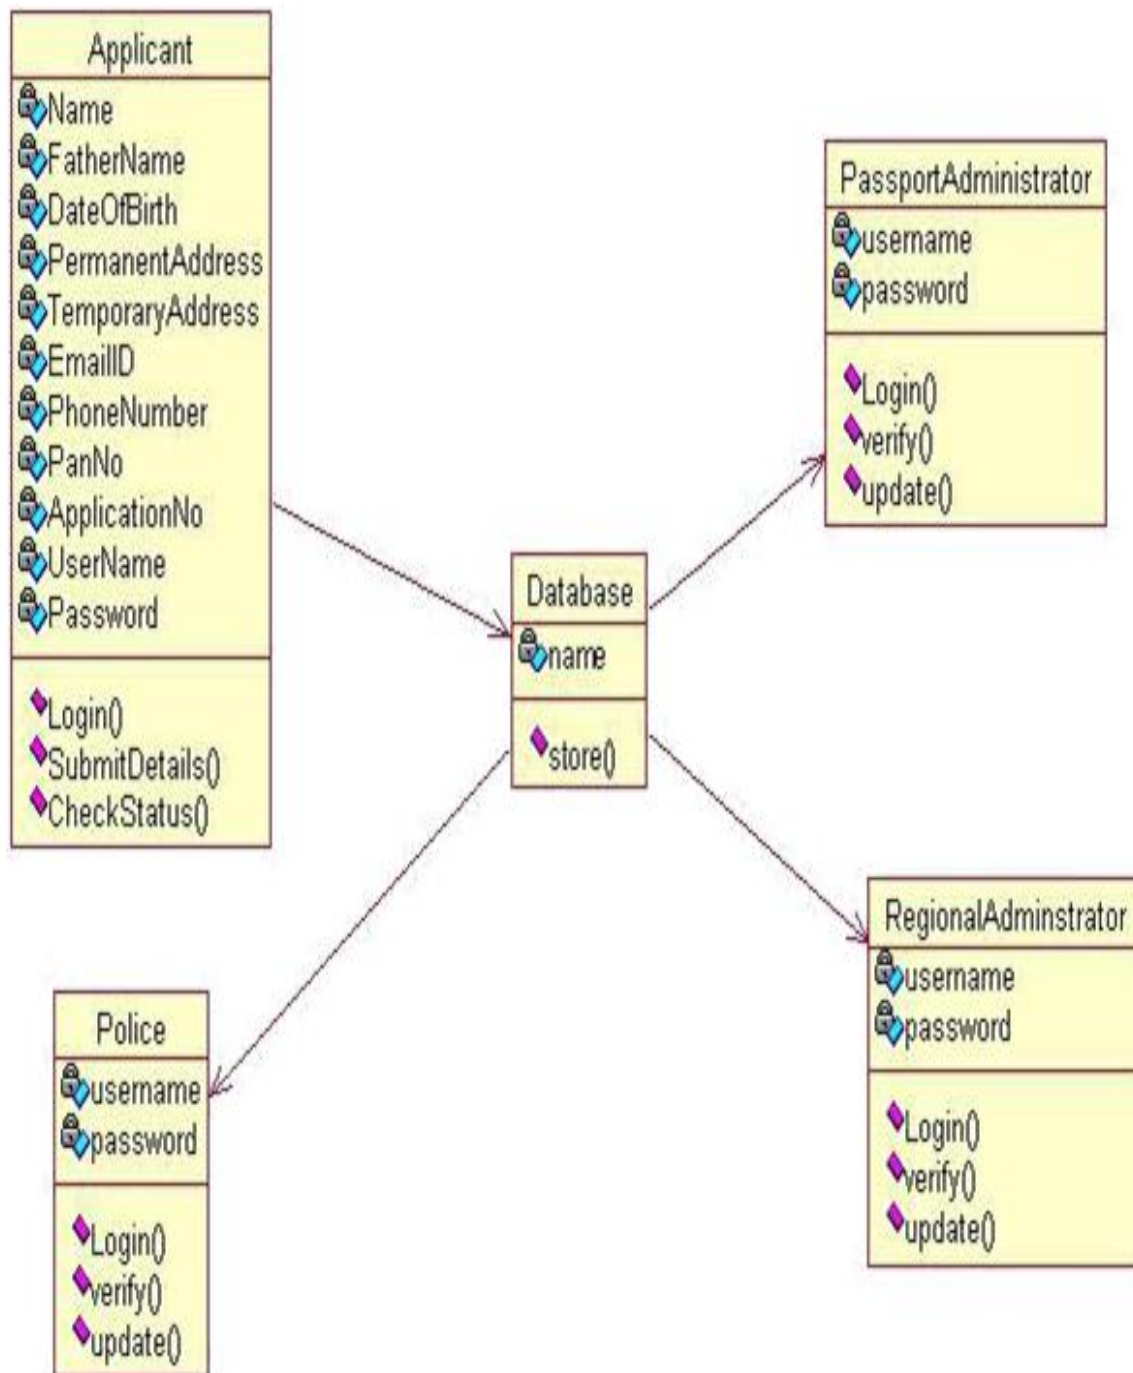 Applicant
Name
FatherName
DateOfBirth
PermanentAddress
TemporaryAddress
EmailID
PhoneNumber
PanNo
ApplicationNo
UserName
Password
Login()
SubmitDetails()
CheckStatus()
PassportAdministrator
username
password
Login()
verify()
update()
Database
name
store()
Police
username
password
Login()
verify()
update()
RegionalAdminstrator
username
password
Login()
verify()
update()